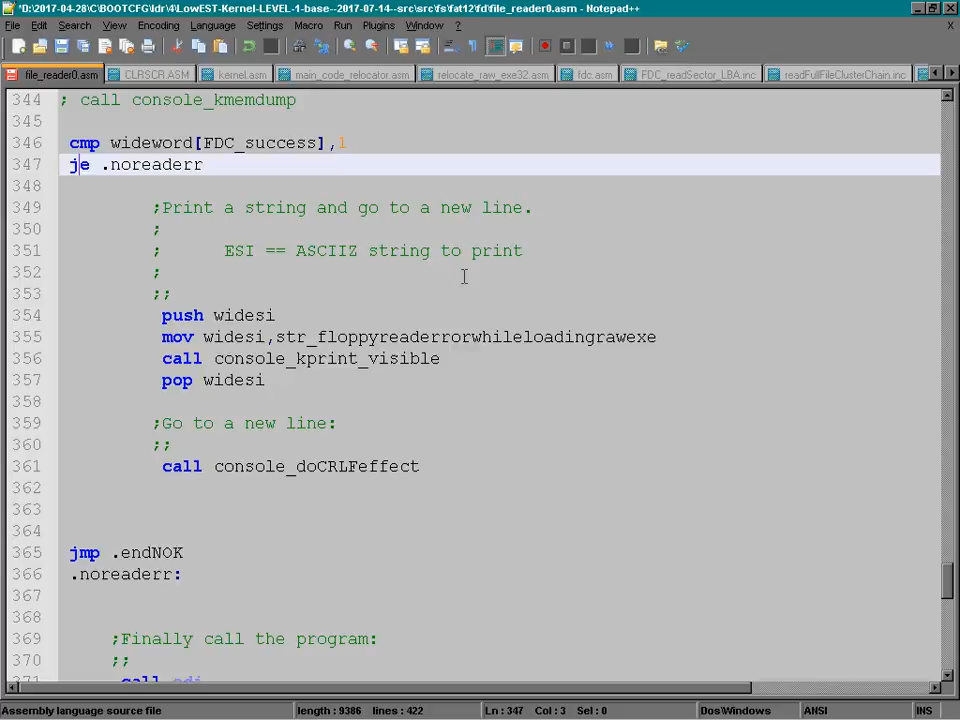 *D:\2017-04-28\C\BOOTCFG\ldr\4\LowEST-Kernel-LEVEL-1-base--2017-07-14--src\src\fs\fat12\fd\file_reader0.asm - Notepad++
File Edit Search View Encoding Language Settings Macro Run Plugins Window X
file_reader0.asm CLRSCR.ASM kernel.asm main_code_relocator.asm relocate_raw_exe32.asm fdc.asm FDC_readSector_LBA.inc readFullFileClusterChain.inc
344 ; call console_kmemdump
345
346 cmp wideword[FDC_success],1
347 je .noreaderr
348
349 ;Print a string and go to a new line.
350 ;
351 ; ESI == ASCIIZ string to print
352 ;
353 ;;
354 push widesi
355 mov widesi,str_floppyreaderrorwhileloadingrawexe
356 call console_kprint_visible
357 pop widesi
358
359 ;Go to a new line:
360 ;;
361 call console_doCRLFeffect
362
363
364
365 jmp .endNOK
366 .noreaderr:
367
368
369 ;Finally call the program:
370 ;;
371 call edi
Assembly language source file length : 9386 lines : 422 Ln : 347 Col : 3 Sel : 0 Dos\Windows ANSI INS